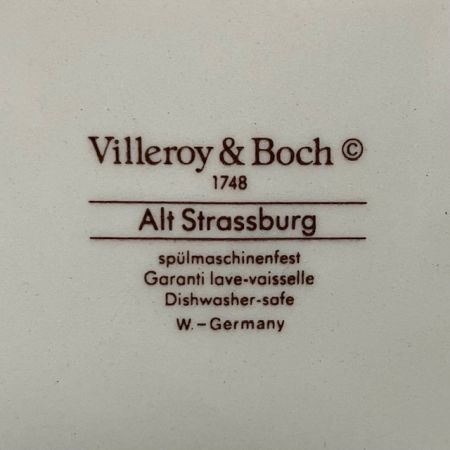 Villeroy & Boch ©
1748
Alt Strassburg
spülmaschinenfest
Garanti lave-vaisselle
Dishwasher-safe
W.-Germany